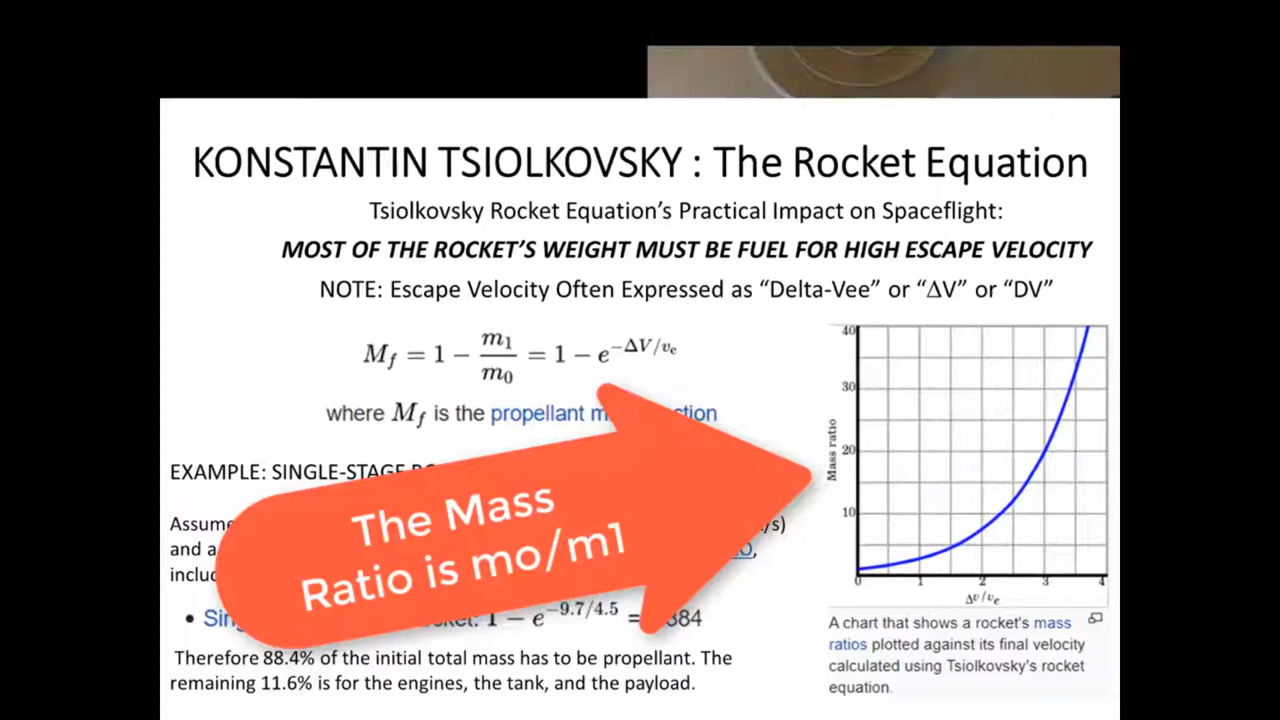 KONSTANTIN TSIOLKOVSKY : The Rocket Equation
Tsiolkovsky Rocket Equation's Practical Impact on Spaceflight:
MOST OF THE ROCKET'S WEIGHT MUST BE FUEL FOR HIGH ESCAPE VELOCITY
NOTE: Escape Velocity Often Expressed as “Delta-Vee” or “ΔV” or “DV”
M_f = 1 − m_1/m_0 = 1 − e^{−ΔV/v_e}
where M_f is the propellant
EXAMPLE: SINGLE-STAGE
Assume
and a
The Mass
Ratio is mo/m1
1 − e^{−9.7/4.5} =
Therefore 88.4% of the initial total mass has to be propellant. The
remaining 11.6% is for the engines, the tank, and the payload.
40
30
20
10
Mass ratio
0 1 2 3 4
Δv/v_e
A chart that shows a rocket's mass
ratios plotted against its final velocity
calculated using Tsiolkovsky's rocket
equation.